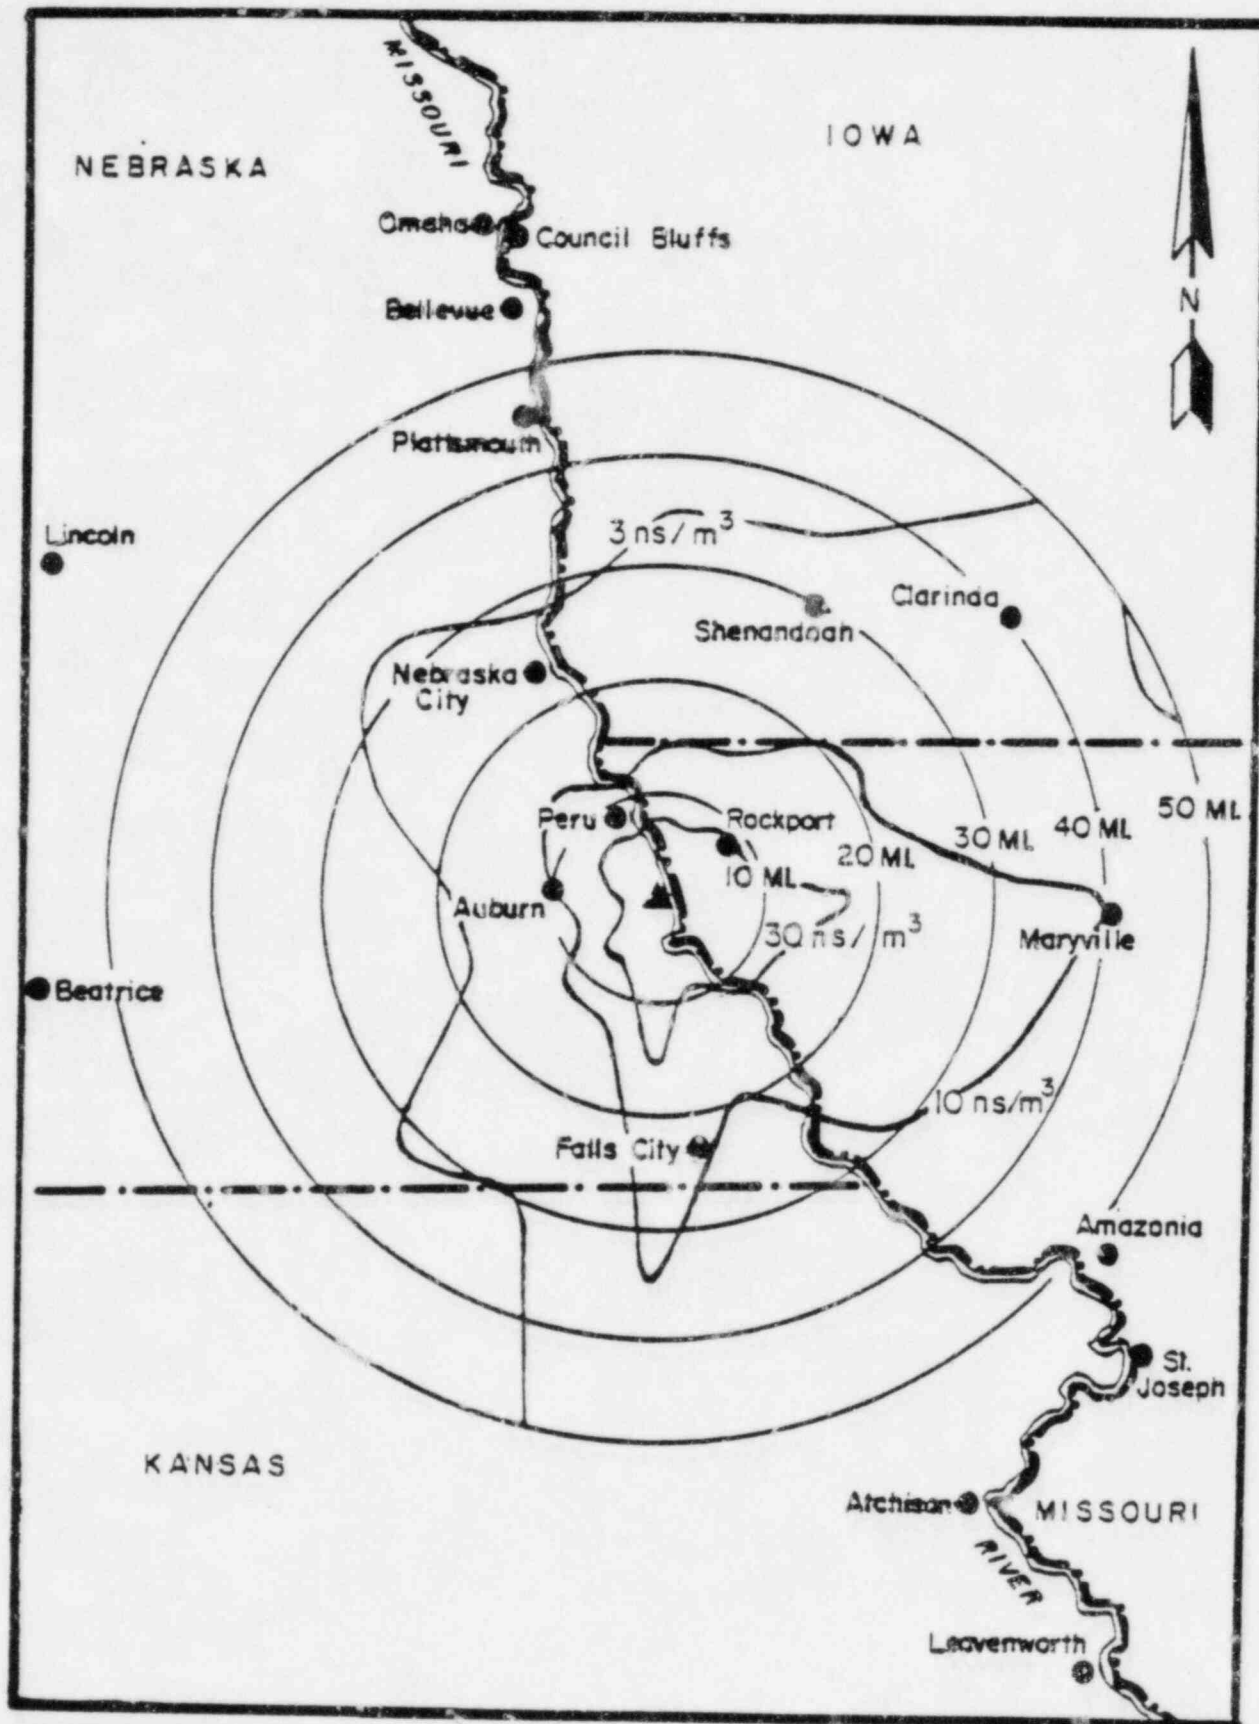 MISSOURI
IOWA
NEBRASKA
Omaha
Council Bluffs
N
Bellevue
Plattsmouth
3 ns/m³
Lincoln
Clarinda
Shenandoah
Nebraska
City
50 ML
40 ML
30 ML
20 ML
10 ML
Peru
Rockport
Auburn
30 ns/m³
Maryville
Beatrice
10 ns/m³
Falls City
Amazonia
St.
Joseph
KANSAS
Atchison
MISSOURI
RIVER
Leavenworth